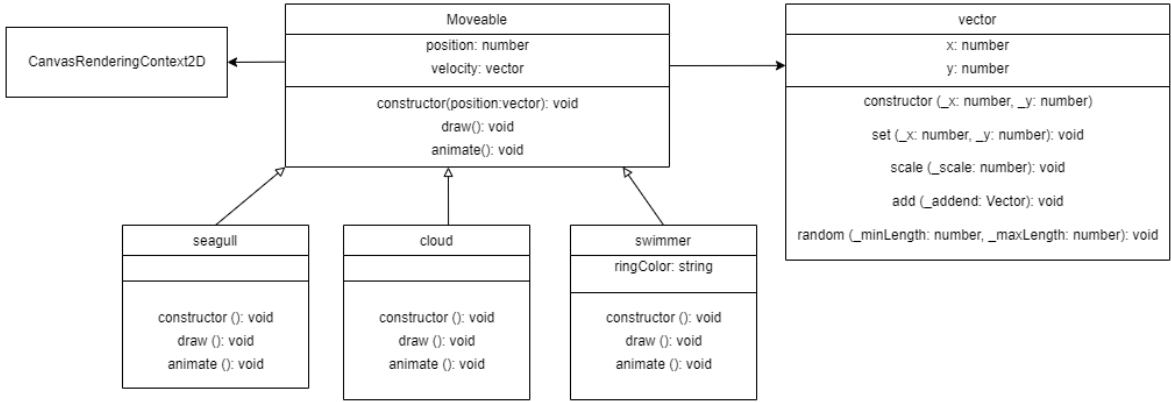 CanvasRenderingContext2D
Moveable
position: number
velocity: vector
constructor(position:vector): void
draw(): void
animate(): void
vector
x: number
y: number
constructor (_x: number, _y: number)
set (_x: number, _y: number): void
scale (_scale: number): void
add (_addend: Vector): void
random (_minLength: number, _maxLength: number): void
seagull
constructor (): void
draw (): void
animate (): void
cloud
constructor (): void
draw (): void
animate (): void
swimmer
ringColor: string
constructor (): void
draw (): void
animate (): void